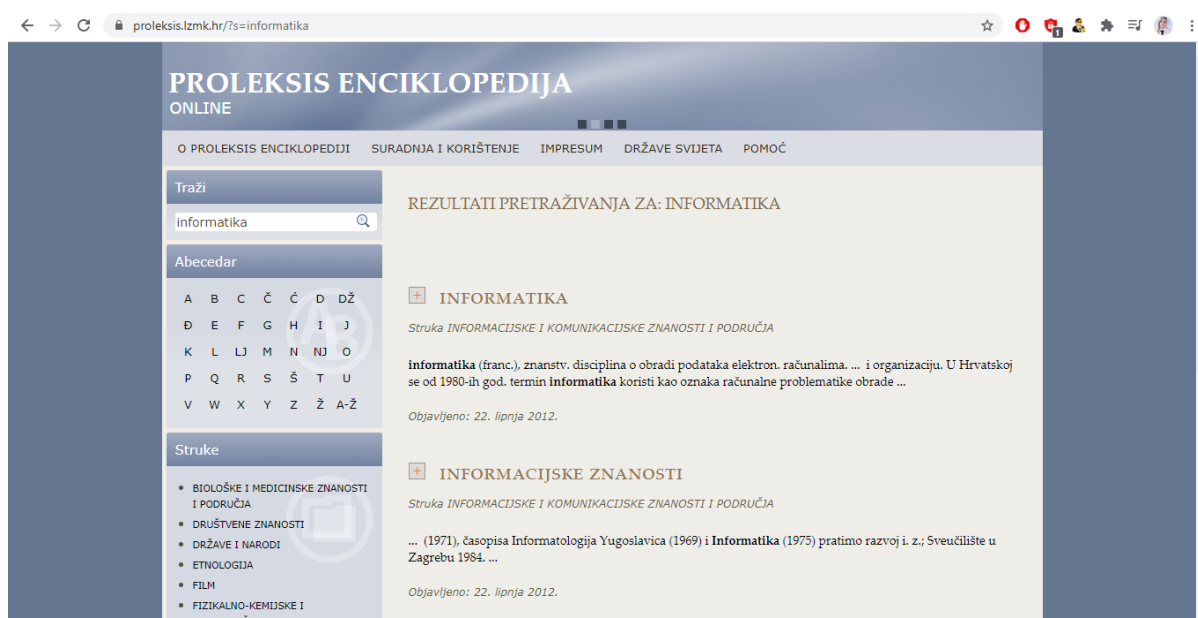 proleksis.lzmk.hr/?s=informatika
1
PROLEKSIS ENCIKLOPEDIJA
ONLINE
O PROLEKSIS ENCIKLOPEDIJI SURADNJA I KORIŠTENJE IMPRESUM DRŽAVE SVIJETA POMOĆ
Traži
informatika
Abecedar
A B C Č Ć D DŽ
Đ E F G H I J
K L LJ M N NJ O
P Q R S Š T U
V W X Y Z Ž A-Ž
Struke
BIOLOŠKE I MEDICINSKE ZNANOSTI
I PODRUČJA
DRUŠTVENE ZNANOSTI
DRŽAVE I NARODI
ETNOLOGIJA
FILM
FIZIKALNO-KEMIJSKE I
REZULTATI PRETRAŽIVANJA ZA: INFORMATIKA
INFORMATIKA
Struka INFORMACIJSKE I KOMUNIKACIJSKE ZNANOSTI I PODRUČJA
informatika (franc.), znanstv. disciplina o obradi podataka elektron. računalima. ... i organizaciju. U Hrvatskoj
se od 1980-ih god. termin informatika koristi kao oznaka računalne problematike obrade ...
Objavljeno: 22. lipnja 2012.
INFORMACIJSKE ZNANOSTI
Struka INFORMACIJSKE I KOMUNIKACIJSKE ZNANOSTI I PODRUČJA
... (1971), časopisa Informatologija Yugoslavica (1969) i Informatika (1975) pratimo razvoj i. z.; Sveučilište u
Zagrebu 1984. ...
Objavljeno: 22. lipnja 2012.